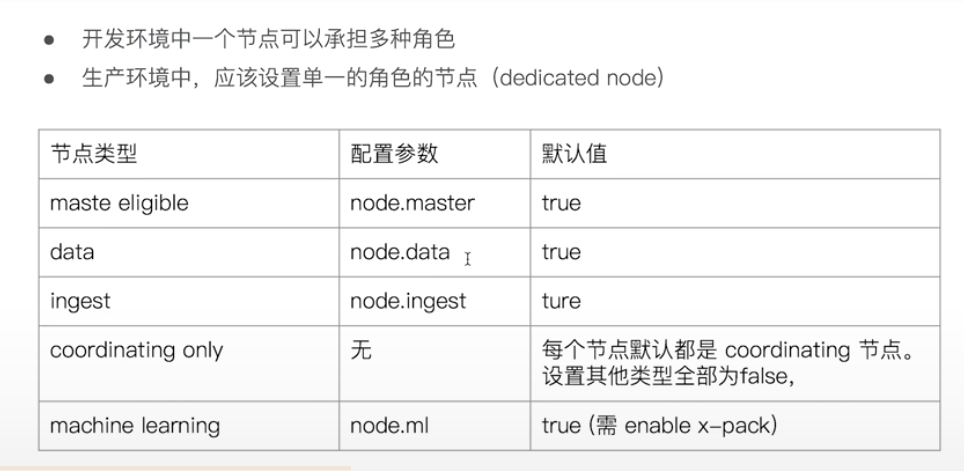 开发环境中一个节点可以承担多种角色
生产环境中，应该设置单一的角色的节点（dedicated node）
节点类型 配置参数 默认值
maste eligible node.master true
data node.data true
ingest node.ingest ture
coordinating only 无 每个节点默认都是 coordinating 节点。
设置其他类型全部为false,
machine learning node.ml true (需 enable x-pack)